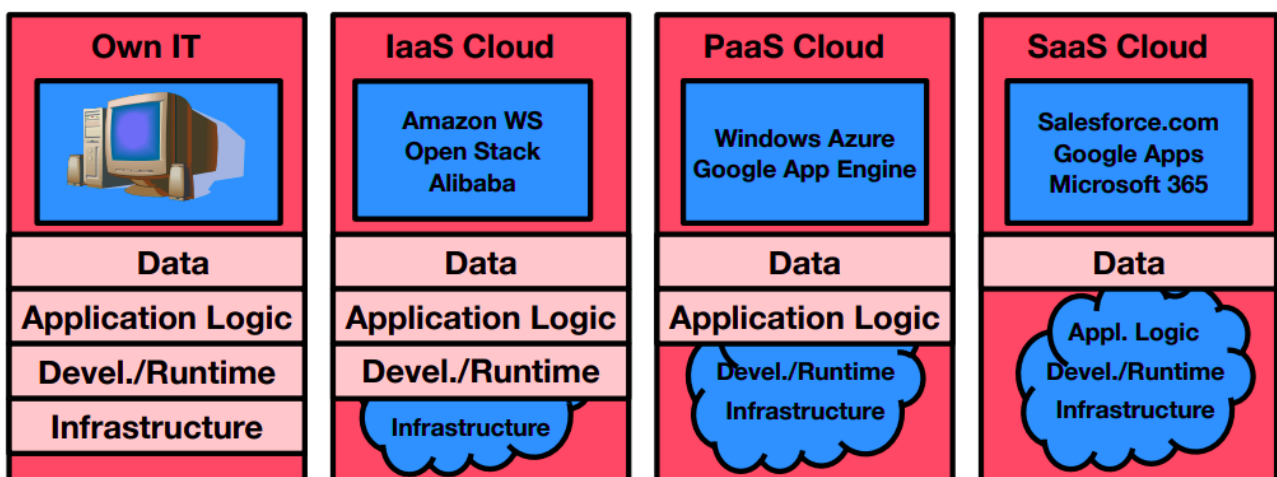 Own IT
Data
Application Logic
Devel./Runtime
Infrastructure
IaaS Cloud
Amazon WS
Open Stack
Alibaba
Data
Application Logic
Devel./Runtime
Infrastructure
PaaS Cloud
Windows Azure
Google App Engine
Data
Application Logic
Devel./Runtime
Infrastructure
SaaS Cloud
Salesforce.com
Google Apps
Microsoft 365
Data
Appl. Logic
Devel./Runtime
Infrastructure